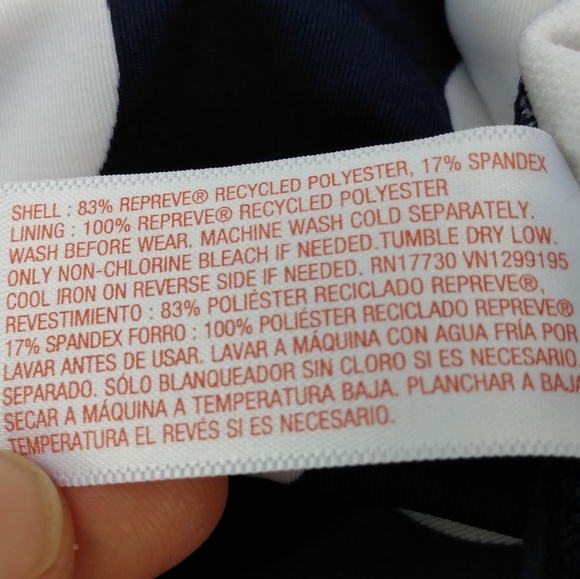 SHELL : 83% REPREVE® RECYCLED POLYESTER, 17% SPANDEX
LINING : 100% REPREVE® RECYCLED POLYESTER
WASH BEFORE WEAR. MACHINE WASH COLD SEPARATELY.
ONLY NON-CHLORINE BLEACH IF NEEDED.TUMBLE DRY LOW.
COOL IRON ON REVERSE SIDE IF NEEDED. RN17730 VN1299195
REVESTIMIENTO : 83% POLIÉSTER RECICLADO REPREVE®,
17% SPANDEX FORRO : 100% POLIÉSTER RECICLADO REPREVE®
LAVAR ANTES DE USAR. LAVAR A MÁQUINA CON AGUA FRÍA POR
SEPARADO. SÓLO BLANQUEADOR SIN CLORO SI ES NECESARIO.
SECAR A MÁQUINA A TEMPERATURA BAJA. PLANCHAR A BAJA
TEMPERATURA EL REVÉS SI ES NECESARIO.